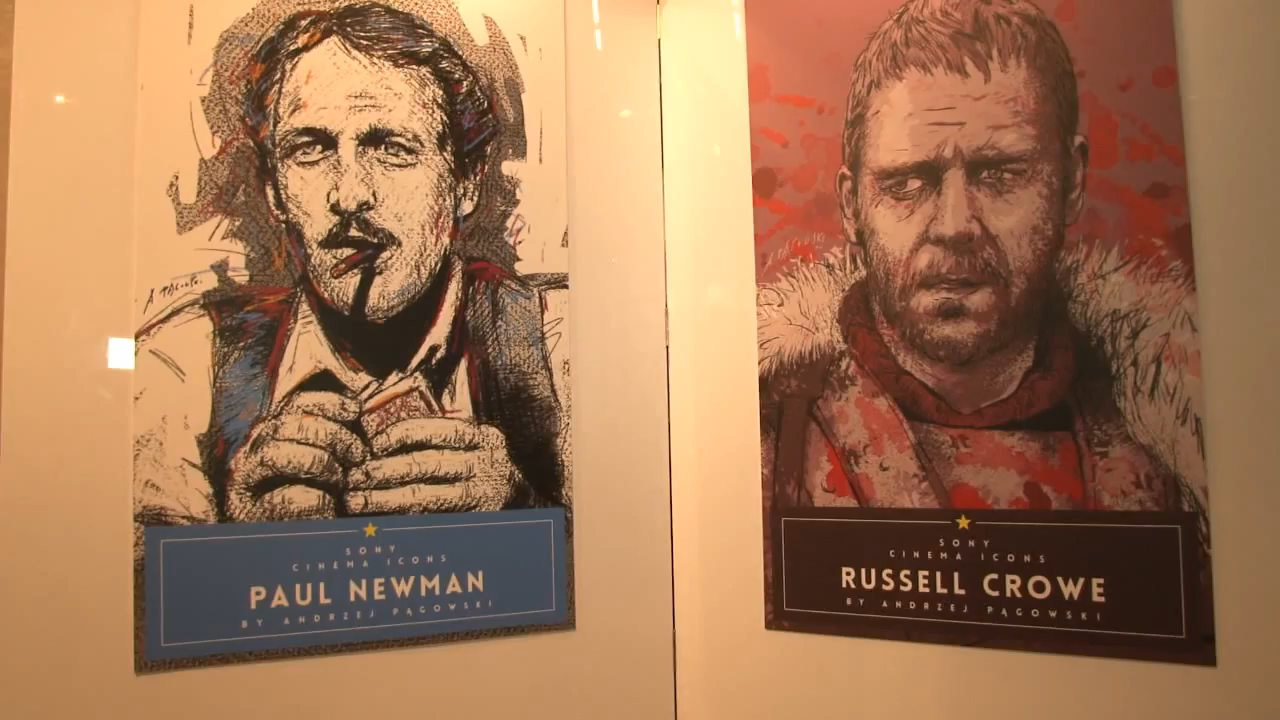 SONY
CINEMA ICONS
PAUL NEWMAN
BY ANDRZEJ PĄGOWSKI
SONY
CINEMA ICONS
RUSSELL CROWE
BY ANDRZEJ PĄGOWSKI